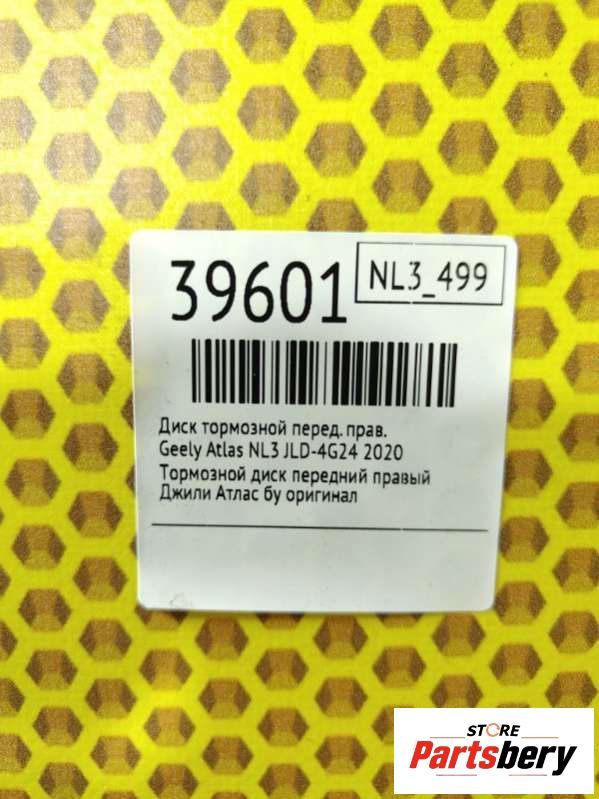 39601
NL3_499
Диск тормозной перед. прав.
Geely Atlas NL3 JLD-4G24 2020
Тормозной диск передний правый
Джили Атлас бу оригинал
STORE
Partsbery